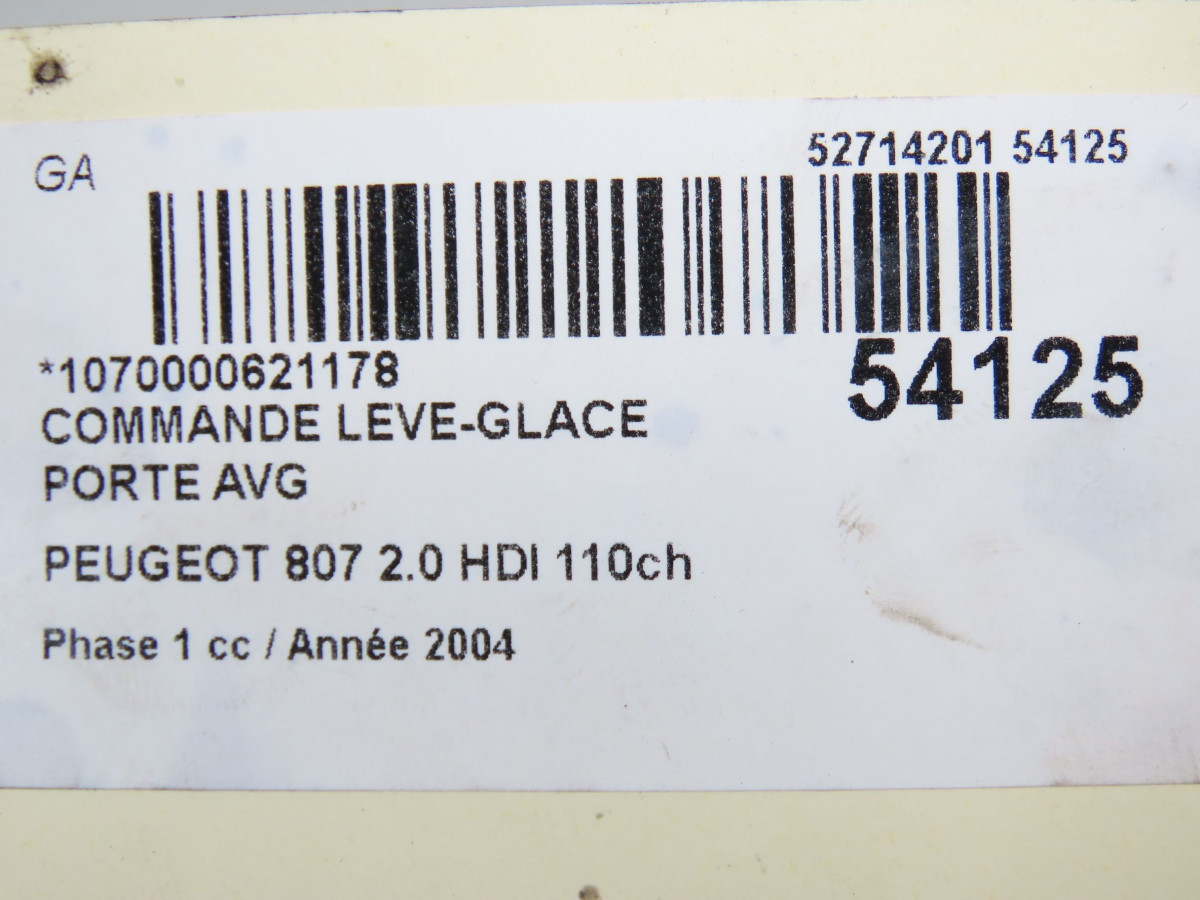 GA
52714201 54125
*1070000621178
54125
COMMANDE LEVE-GLACE
PORTE AVG
PEUGEOT 807 2.0 HDI 110ch
Phase 1 cc / Année 2004